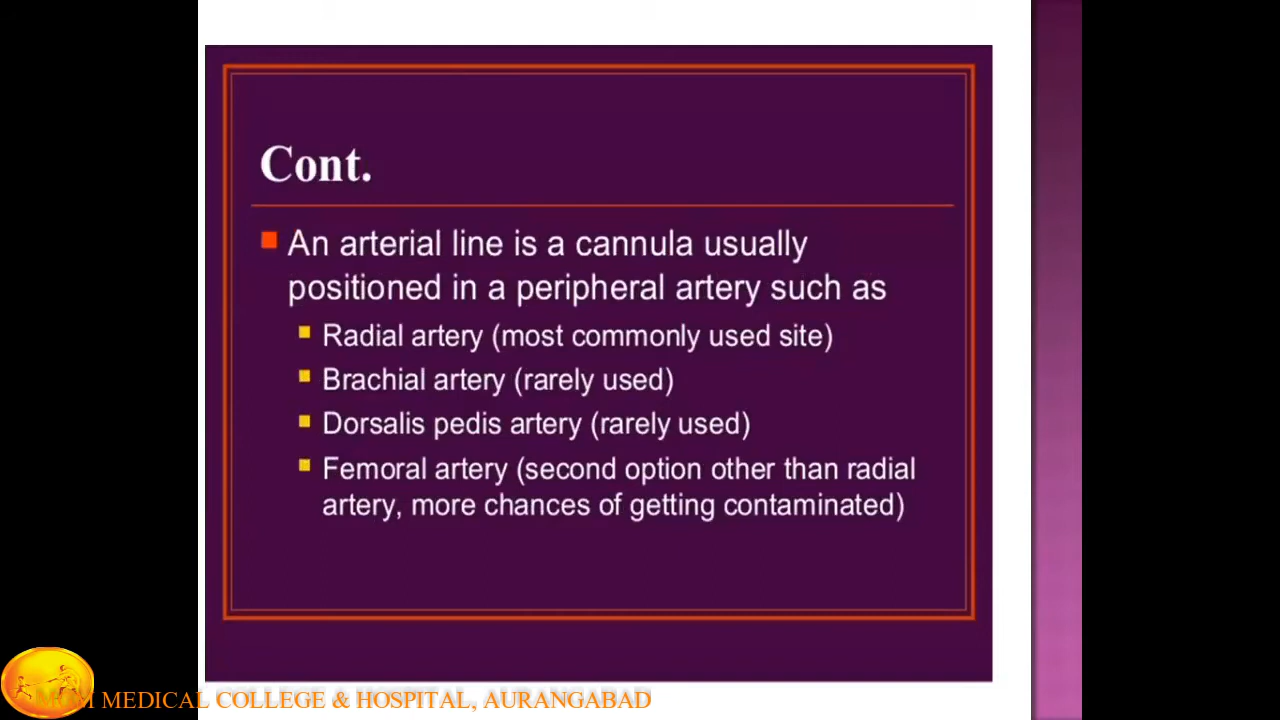 Cont.
An arterial line is a cannula usually
positioned in a peripheral artery such as
Radial artery (most commonly used site)
Brachial artery (rarely used)
Dorsalis pedis artery (rarely used)
Femoral artery (second option other than radial
artery, more chances of getting contaminated)
MGM MEDICAL COLLEGE & HOSPITAL, AURANGABAD